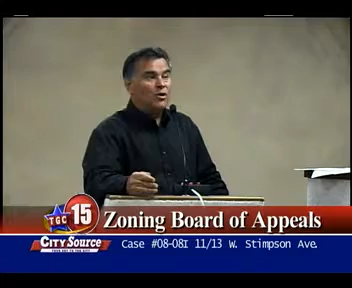 TGC 15
Zoning Board of Appeals
CITY SOURCE
Case #08-08I 11/13 W. Stimpson Ave.